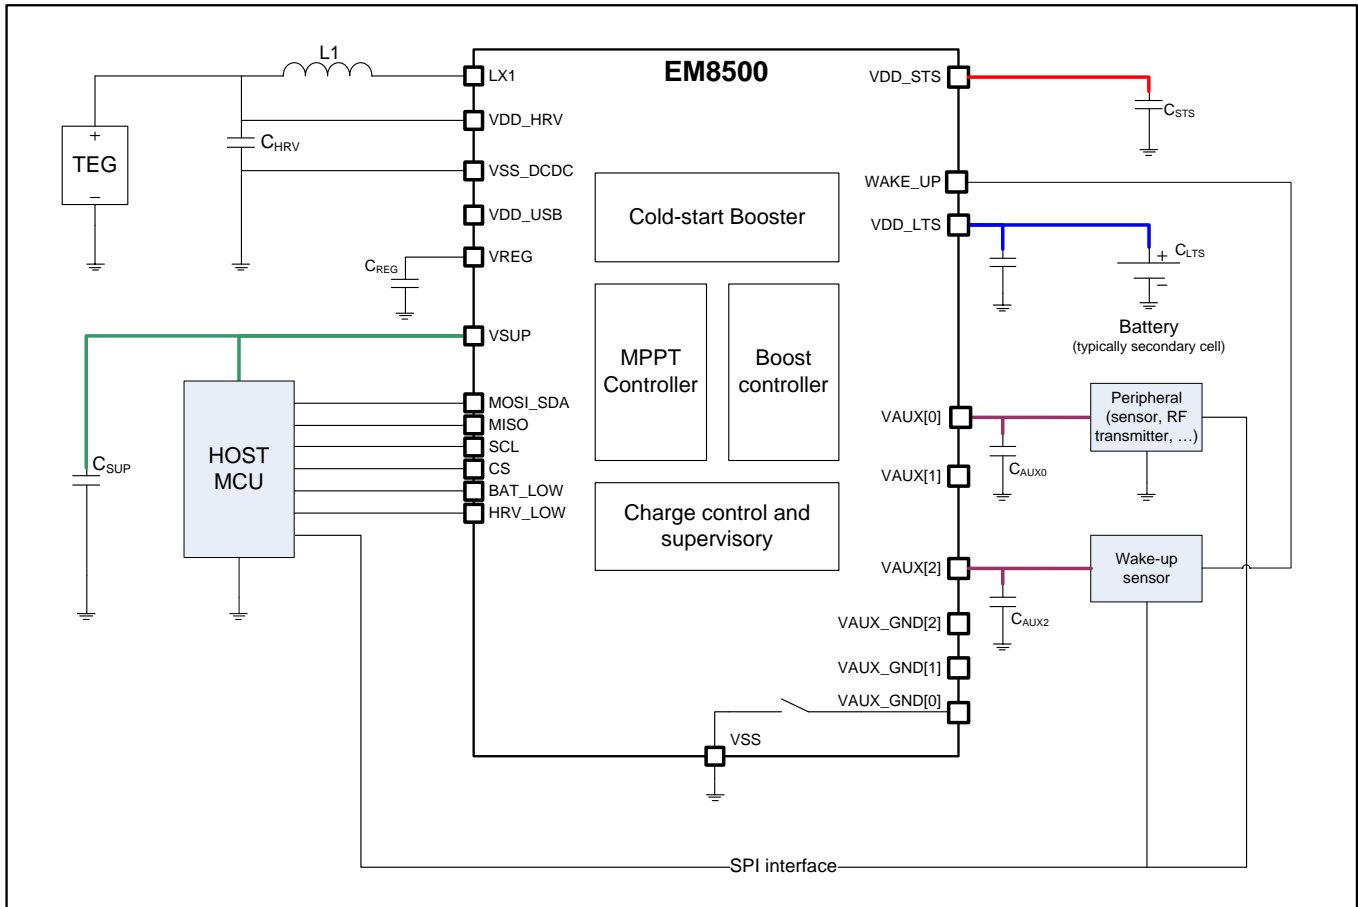 EM8500
L1
LX1
VDD_HRV
VSS_DCDC
VDD_USB
VREG
VSUP
MOSI_SDA
MISO
SCL
CS
BAT_LOW
HRV_LOW
+
TEG
–
CHRV
CREG
CSUP
HOST
MCU
Cold-start Booster
MPPT
Controller
Boost
controller
Charge control and
supervisory
VDD_STS
WAKE_UP
VDD_LTS
VAUX[0]
VAUX[1]
VAUX[2]
VAUX_GND[2]
VAUX_GND[1]
VAUX_GND[0]
VSS
CSTS
+
CLTS
–
Battery
(typically secondary cell)
Peripheral
(sensor, RF
transmitter, …)
CAUX0
Wake-up
sensor
CAUX2
SPI interface